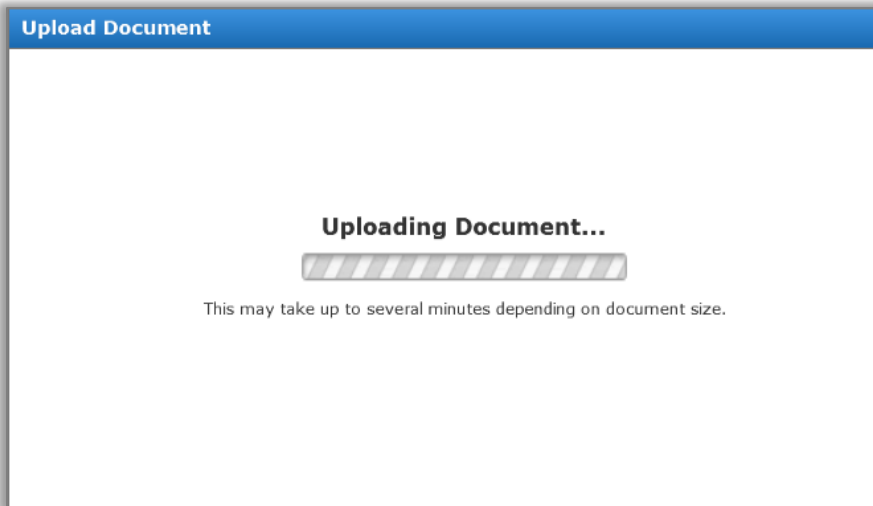 Upload Document
Uploading Document...
This may take up to several minutes depending on document size.